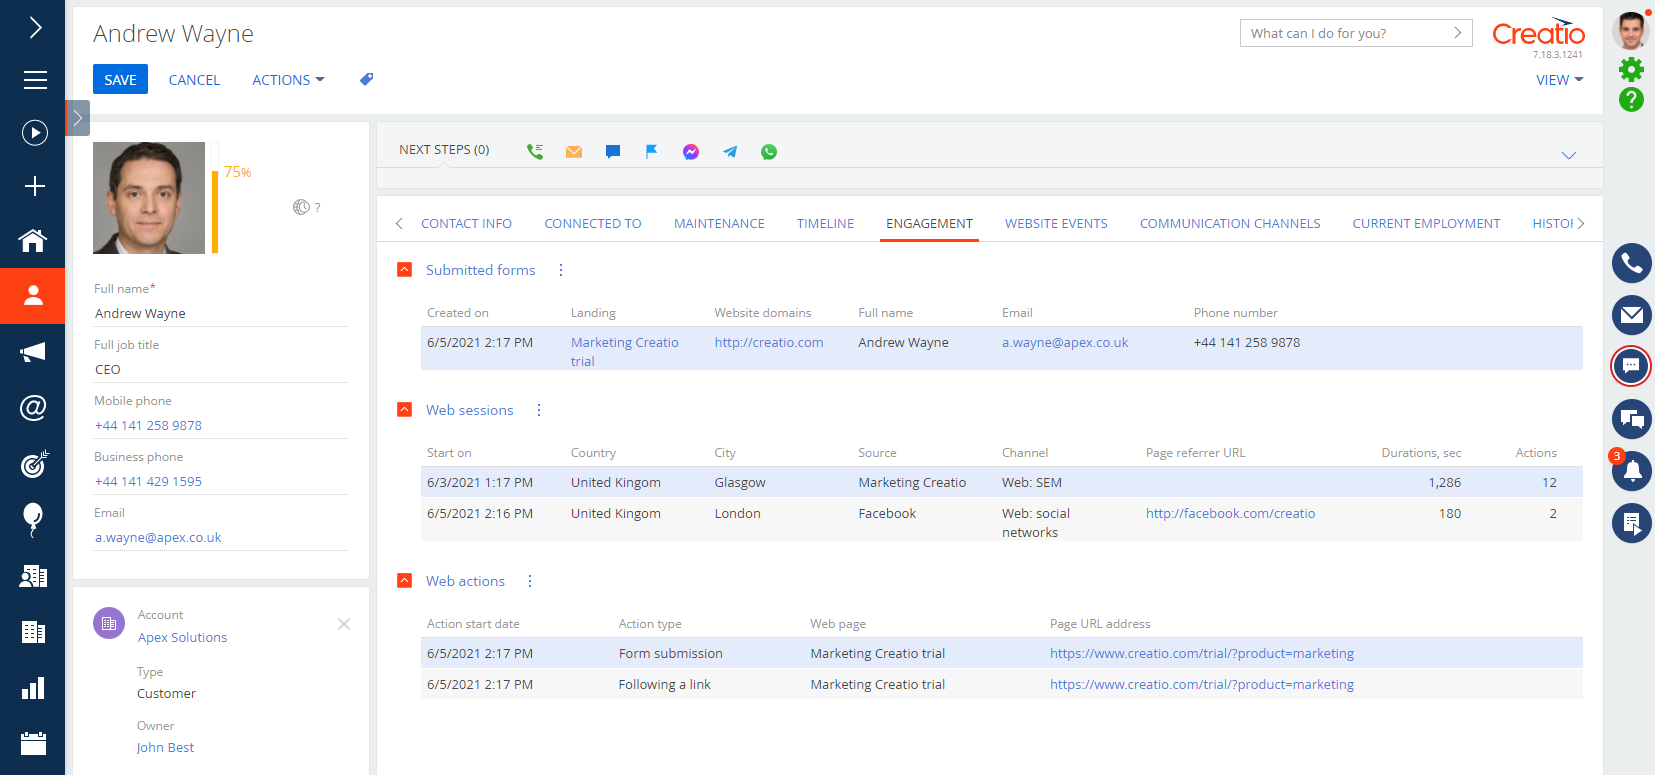 Andrew Wayne
What can I do for you?
Creatio
7.18.3.1241
SAVE CANCEL ACTIONS VIEW
75%
?
NEXT STEPS (0)
CONTACT INFO CONNECTED TO MAINTENANCE TIMELINE ENGAGEMENT WEBSITE EVENTS COMMUNICATION CHANNELS CURRENT EMPLOYMENT HISTOR
Full name*
Andrew Wayne
Full job title
CEO
Mobile phone
+44 141 258 9878
Business phone
+44 141 429 1595
Email
a.wayne@apex.co.uk
Account
Apex Solutions
Type
Customer
Owner
John Best
Submitted forms
Created on Landing Website domains Full name Email Phone number
6/5/2021 2:17 PM Marketing Creatio http://creatio.com Andrew Wayne a.wayne@apex.co.uk +44 141 258 9878
trial
Web sessions
Start on Country City Source Channel Page referrer URL Durations, sec Actions
6/3/2021 1:17 PM United Kingom Glasgow Marketing Creatio Web: SEM 1,286 12
6/5/2021 2:16 PM United Kingom London Facebook Web: social http://facebook.com/creatio 180 2
networks
Web actions
Action start date Action type Web page Page URL address
6/5/2021 2:17 PM Form submission Marketing Creatio trial https://www.creatio.com/trial/?product=marketing
6/5/2021 2:17 PM Following a link Marketing Creatio trial https://www.creatio.com/trial/?product=marketing
?
3